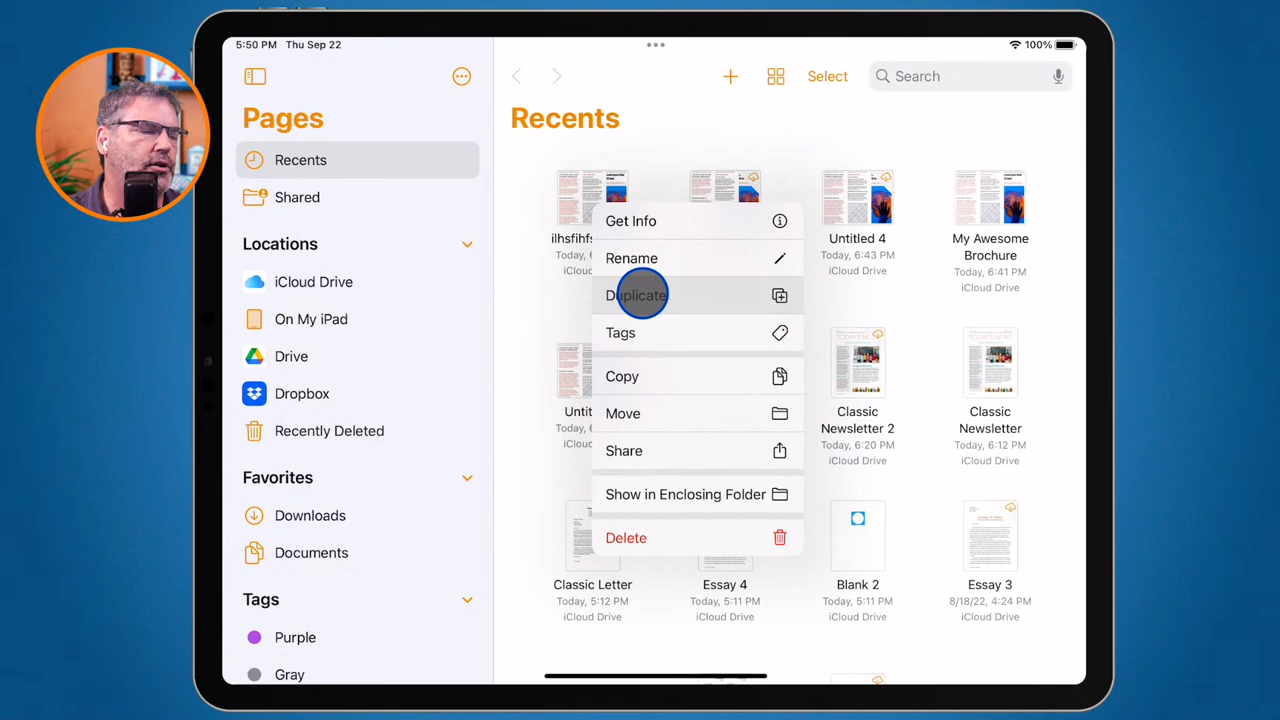 5:50 PM Thu Sep 22
100%
Pages
Select
Search
Recents
Recents
Shared
Locations
iCloud Drive
On My iPad
Drive
Dropbox
Recently Deleted
Favorites
Downloads
Documents
Tags
Purple
Gray
Get Info
Rename
Duplicate
Tags
Copy
Move
Share
Show in Enclosing Folder
Delete
Untitled 4
Today, 6:43 PM
iCloud Drive
My Awesome
Brochure
Today, 6:41 PM
iCloud Drive
Classic
Newsletter 2
Today, 6:20 PM
iCloud Drive
Classic
Newsletter
Today, 6:12 PM
iCloud Drive
Classic Letter
Today, 5:12 PM
iCloud Drive
Essay 4
Today, 5:11 PM
iCloud Drive
Blank 2
Today, 5:11 PM
iCloud Drive
Essay 3
8/18/22, 4:24 PM
iCloud Drive